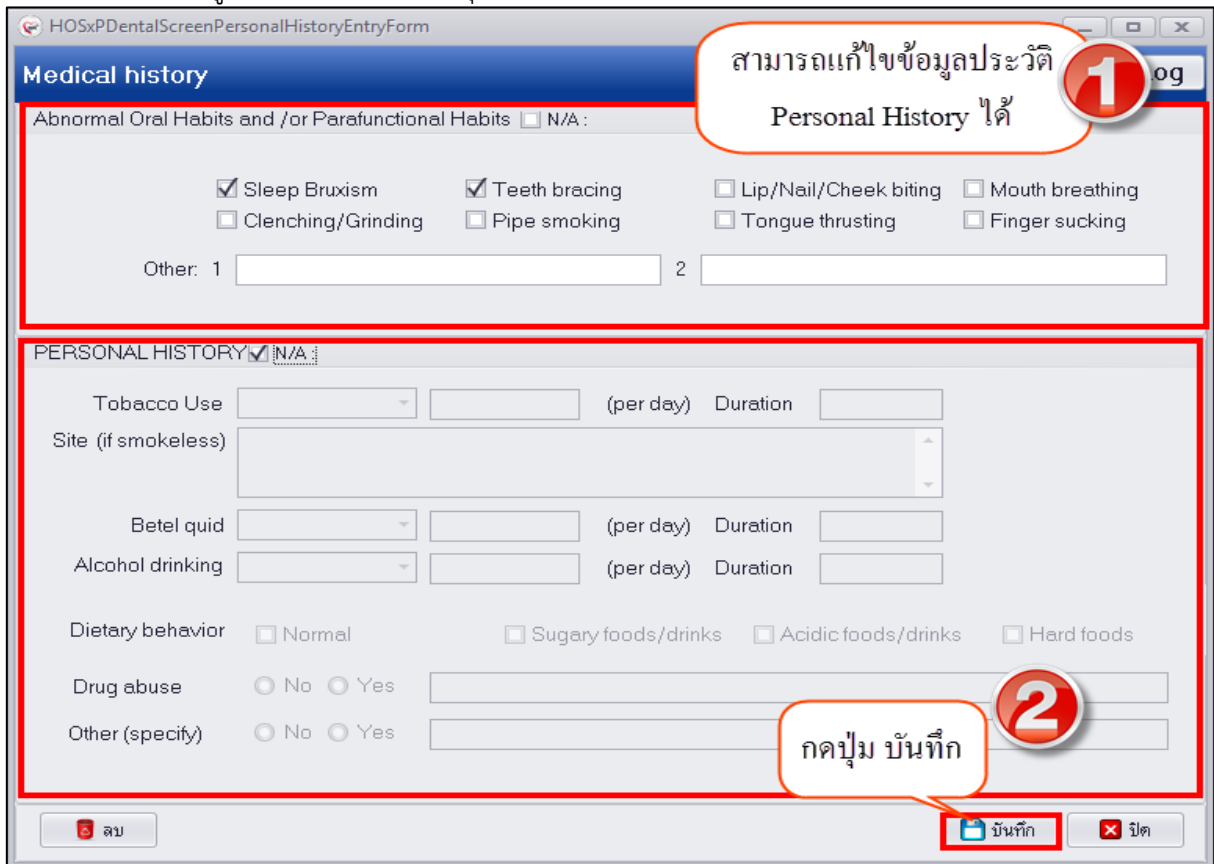 HOSxPDentalScreenPersonalHistoryEntryForm
Medical history
สามารถแก้ไขข้อมูลประวัติ
Personal History ได้
1
og
Abnormal Oral Habits and /or Parafunctional Habits N/A :
Sleep Bruxism Teeth bracing Lip/Nail/Cheek biting Mouth breathing
Clenching/Grinding Pipe smoking Tongue thrusting Finger sucking
Other: 1 2
PERSONAL HISTORY N/A :
Tobacco Use (per day) Duration
Site (if smokeless)
Betel quid (per day) Duration
Alcohol drinking (per day) Duration
Dietary behavior Normal Sugary foods/drinks Acidic foods/drinks Hard foods
Drug abuse No Yes
Other (specify) No Yes
2
กดปุ่ม บันทึก
ลบ บันทึก ปิด